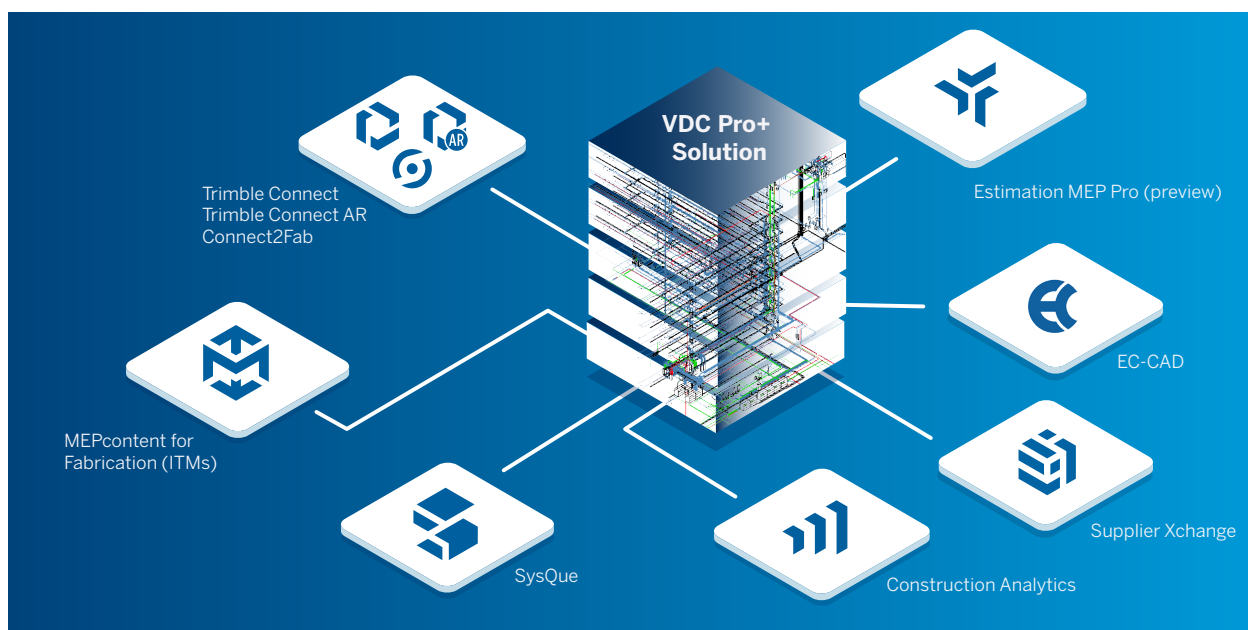 VDC Pro+
Solution
AR
Trimble Connect
Trimble Connect AR
Connect2Fab
Estimation MEP Pro (preview)
EC-CAD
MEPcontent for
Fabrication (ITMs)
SysQue
Construction Analytics
Supplier Xchange